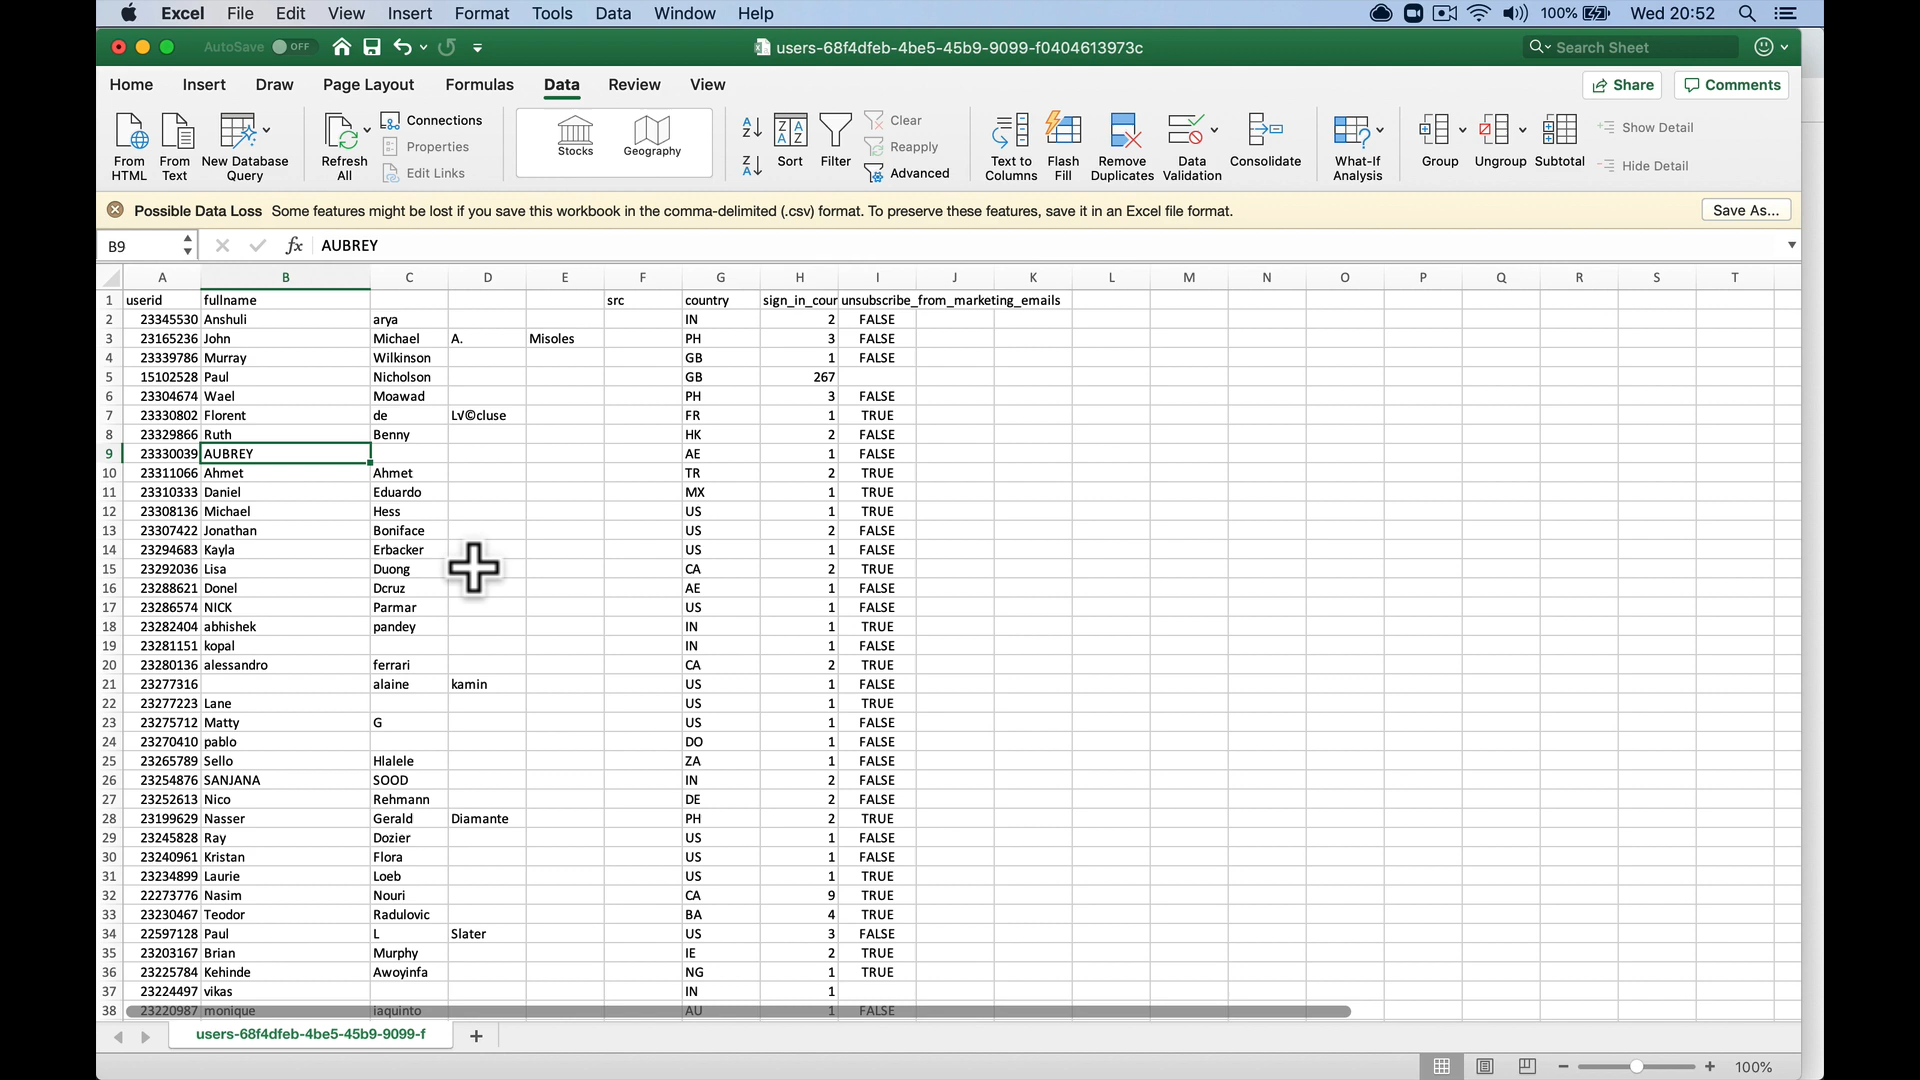 Excel File Edit View Insert Format Tools Data Window Help 100% Wed 20:52
AutoSave OFF users-68f4dfeb-4be5-45b9-9099-f0404613973c Search Sheet
Home Insert Draw Page Layout Formulas Data Review View Share Comments
From HTML From Text New Database Query Refresh All Connections Properties Edit Links Stocks Geography Sort Filter Clear Reapply Advanced Text to Columns Flash Fill Remove Duplicates Data Validation Consolidate What-If Analysis Group Ungroup Subtotal Show Detail Hide Detail
Possible Data Loss Some features might be lost if you save this workbook in the comma-delimited (.csv) format. To preserve these features, save it in an Excel file format. Save As...
B9 fx AUBREY
A B C D E F G H I J K L M N O P Q R S T
1 userid fullname src country sign_in_cour unsubscribe_from_marketing_emails
2 23345530 Anshuli arya IN 2 FALSE
3 23165236 John Michael A. Misoles PH 3 FALSE
4 23339786 Murray Wilkinson GB 1 FALSE
5 15102528 Paul Nicholson GB 267
6 23304674 Wael Moawad PH 3 FALSE
7 23330802 Florent de L√©cluse FR 1 TRUE
8 23329866 Ruth Benny HK 2 FALSE
9 23330039 AUBREY AE 1 FALSE
10 23311066 Ahmet Ahmet TR 2 TRUE
11 23310333 Daniel Eduardo MX 1 TRUE
12 23308136 Michael Hess US 1 TRUE
13 23307422 Jonathan Boniface US 2 FALSE
14 23294683 Kayla Erbacker US 1 FALSE
15 23292036 Lisa Duong CA 2 TRUE
16 23288621 Donel Dcruz AE 1 FALSE
17 23286574 NICK Parmar US 1 FALSE
18 23282404 abhishek pandey IN 1 TRUE
19 23281151 kopal IN 1 FALSE
20 23280136 alessandro ferrari CA 2 TRUE
21 23277316 alaine kamin US 1 FALSE
22 23277223 Lane US 1 TRUE
23 23275712 Matty G US 1 FALSE
24 23270410 pablo DO 1 FALSE
25 23265789 Sello Hlalele ZA 1 FALSE
26 23254876 SANJANA SOOD IN 2 FALSE
27 23252613 Nico Rehmann DE 2 FALSE
28 23199629 Nasser Gerald Diamante PH 2 TRUE
29 23245828 Ray Dozier US 1 FALSE
30 23240961 Kristan Flora US 1 FALSE
31 23234899 Laurie Loeb US 1 TRUE
32 22273776 Nasim Nouri CA 9 TRUE
33 23230467 Teodor Radulovic BA 4 TRUE
34 22597128 Paul L Slater US 3 FALSE
35 23203167 Brian Murphy IE 2 TRUE
36 23225784 Kehinde Awoyinfa NG 1 TRUE
37 23224497 vikas IN 1
38 23220987 monique iaquinto AU 1 FALSE
users-68f4dfeb-4be5-45b9-9099-f
100%